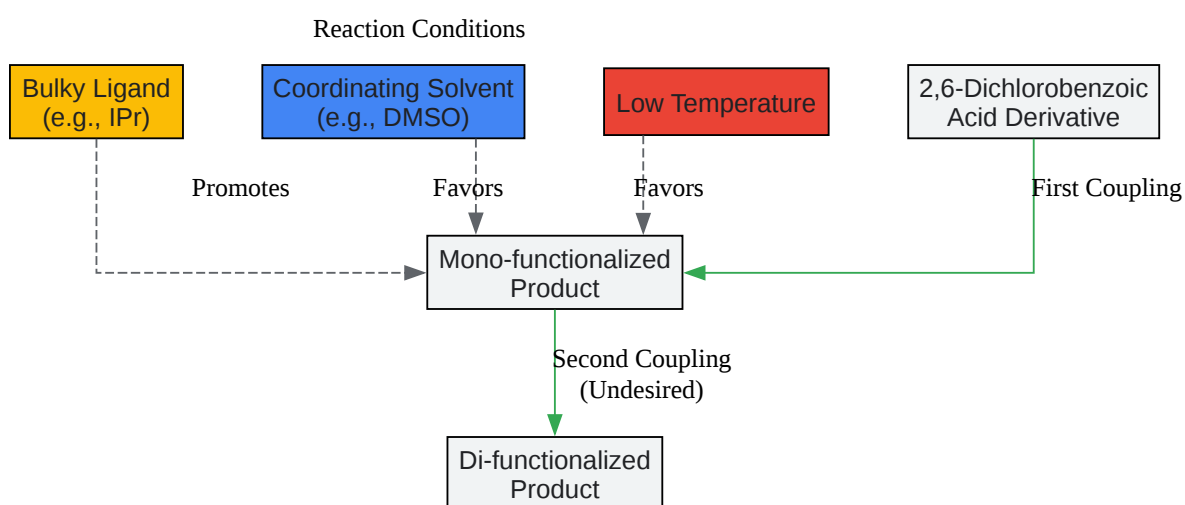 Reaction Conditions
Bulky Ligand
(e.g., IPr)
Coordinating Solvent
(e.g., DMSO)
Low Temperature
2,6-Dichlorobenzoic
Acid Derivative
Promotes
Favors
Favors
First Coupling
Mono-functionalized
Product
Second Coupling
(Undesired)
Di-functionalized
Product